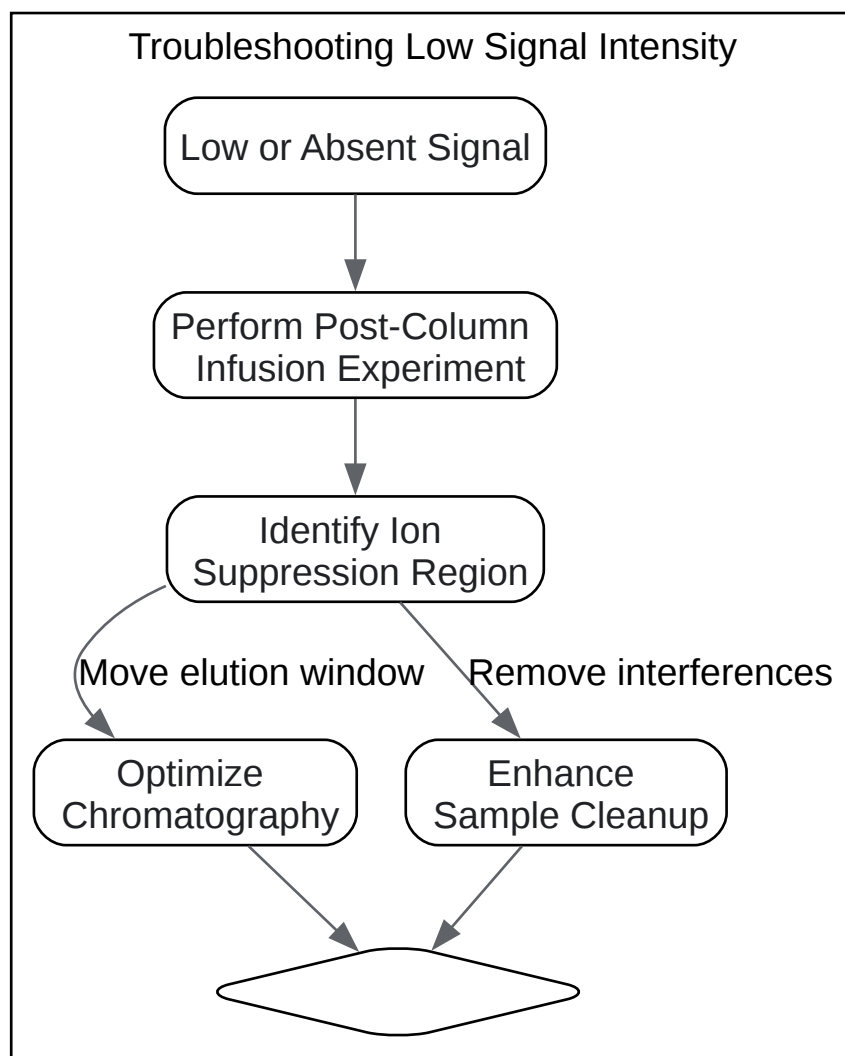 Troubleshooting Low Signal Intensity
Low or Absent Signal
Perform Post-Column
Infusion Experiment
Identify Ion
Suppression Region
Move elution window
Remove interferences
Optimize
Chromatography
Enhance
Sample Cleanup